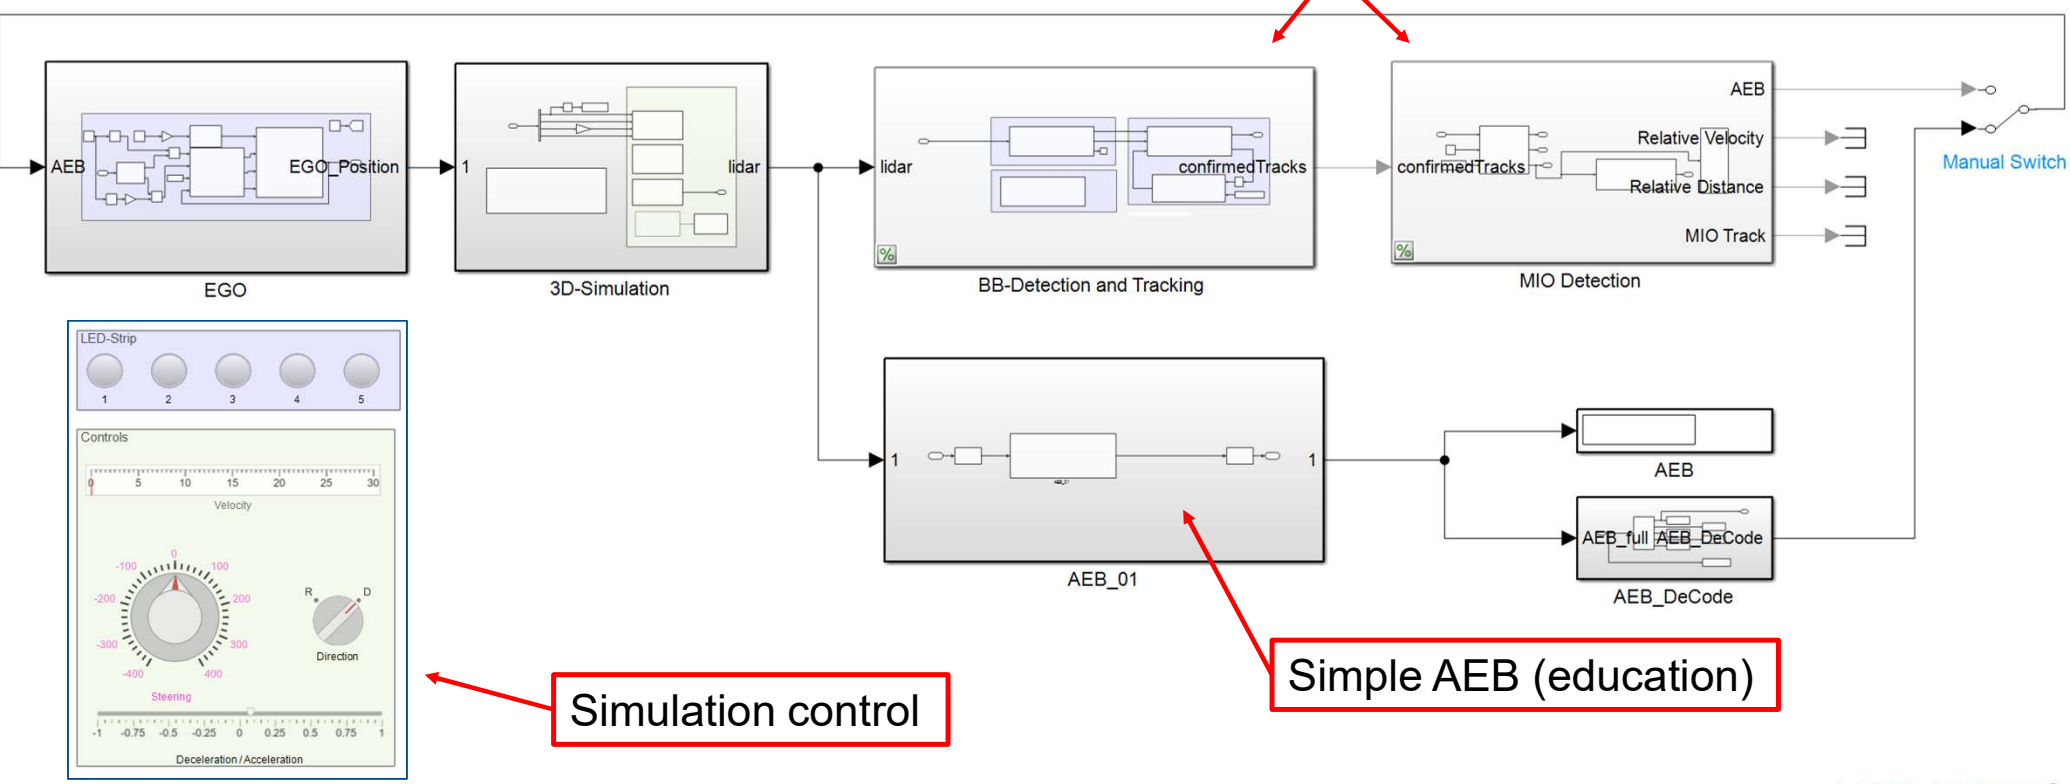 AEB
EGO_Position
EGO
1
lidar
3D-Simulation
lidar
confirmedTracks
BB-Detection and Tracking
confirmedTracks
AEB
Relative Velocity
Relative Distance
MIO Track
MIO Detection
Manual Switch
LED-Strip
1 2 3 4 5
Controls
0 5 10 15 20 25 30
Velocity
0
-100 100
-200 200
-300 300
-400 400
Steering
R D
Direction
-1 -0.75 -0.5 -0.25 0 0.25 0.5 0.75 1
Deceleration / Acceleration
1
1
AEB_01
AEB
AEB_full AEB_DeCode
AEB_DeCode
Simulation control
Simple AEB (education)